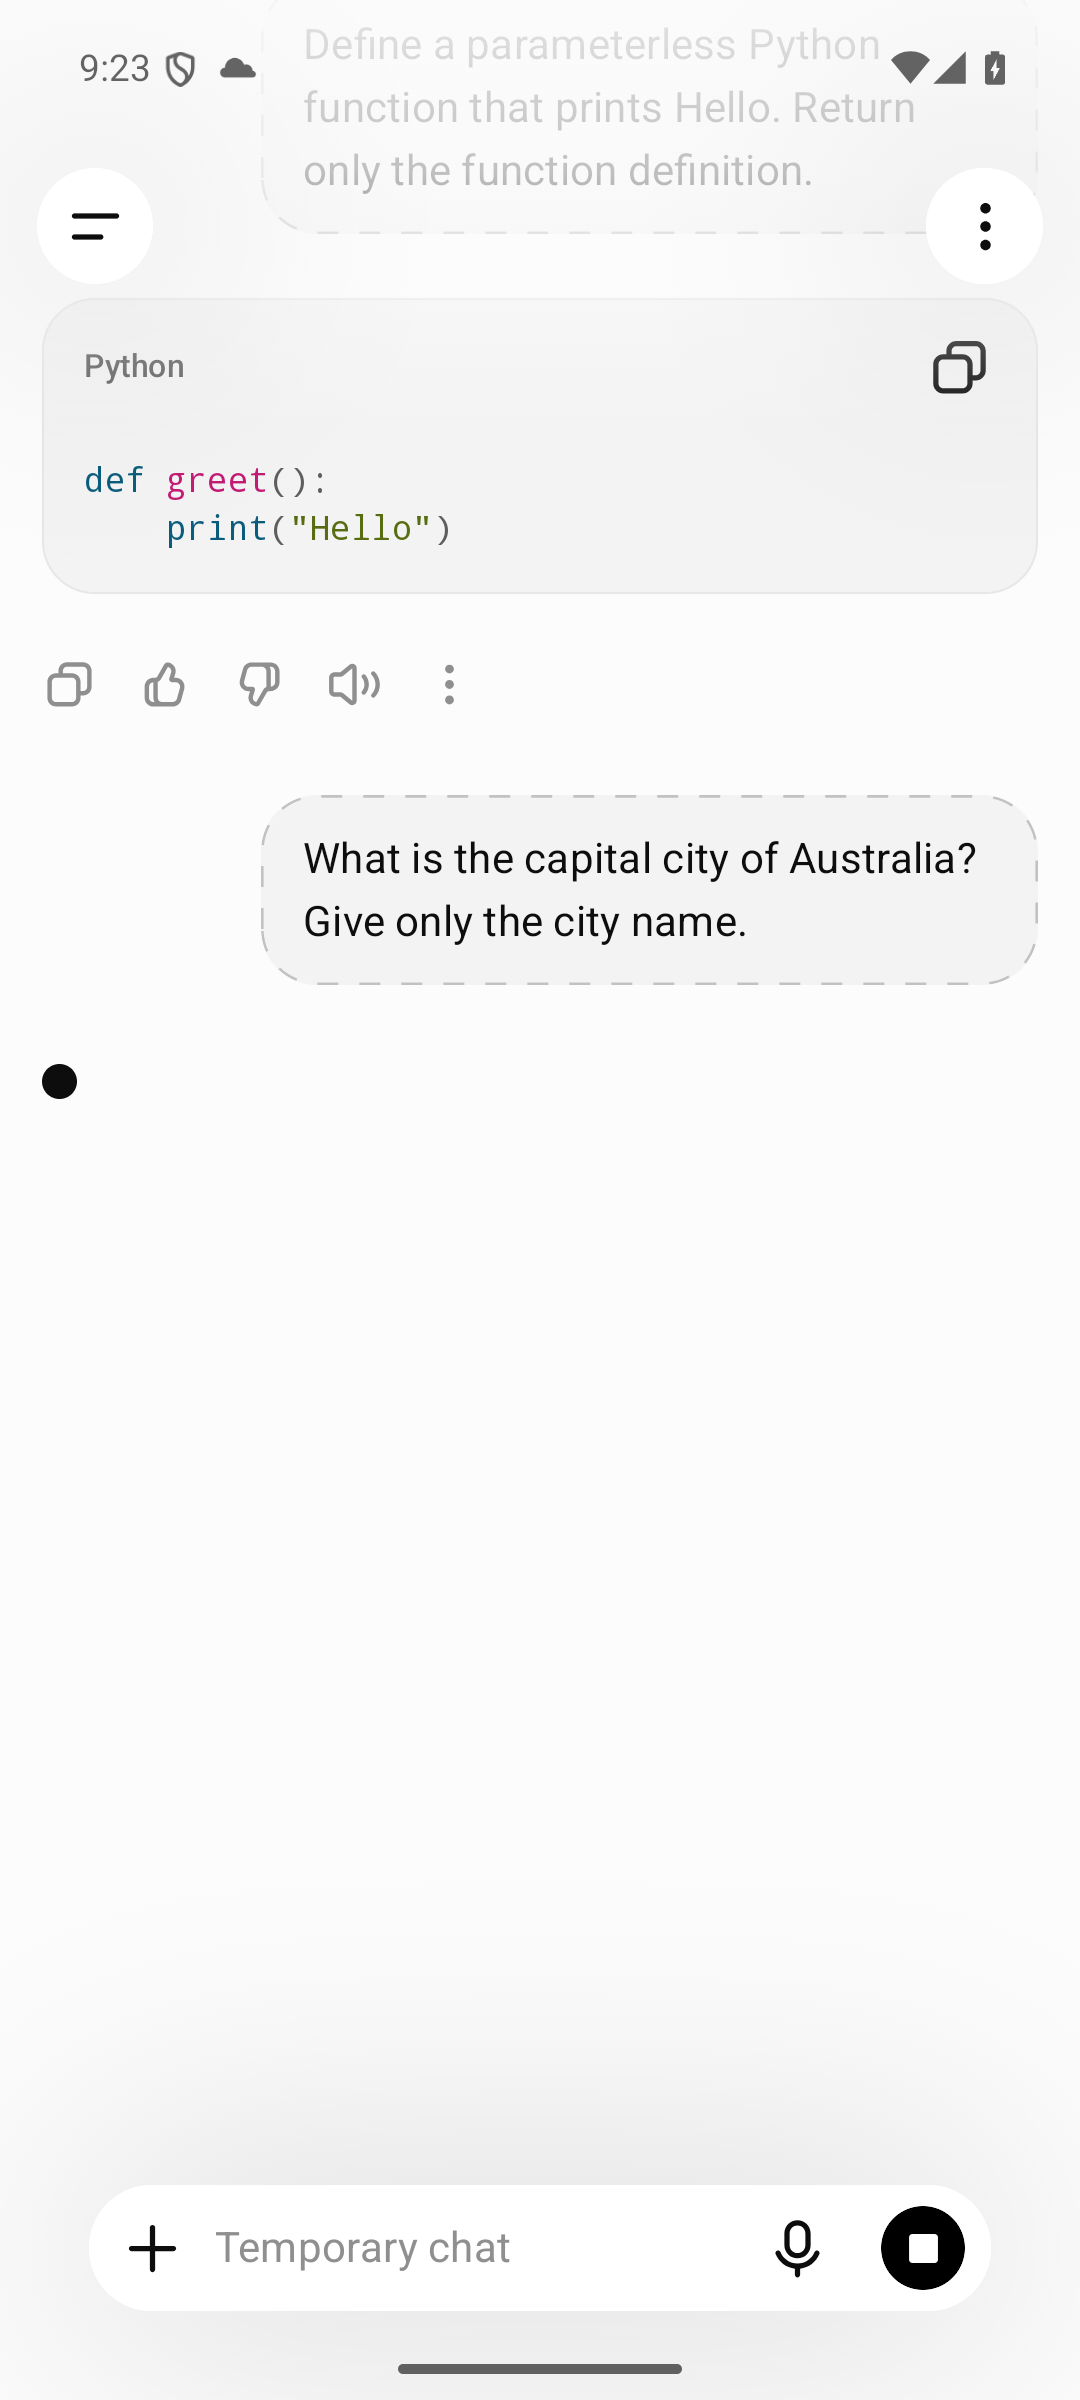 9:23
Define a parameterless Python
function that prints Hello. Return
only the function definition.
Python
def greet():
    print("Hello")
What is the capital city of Australia?
Give only the city name.
Temporary chat